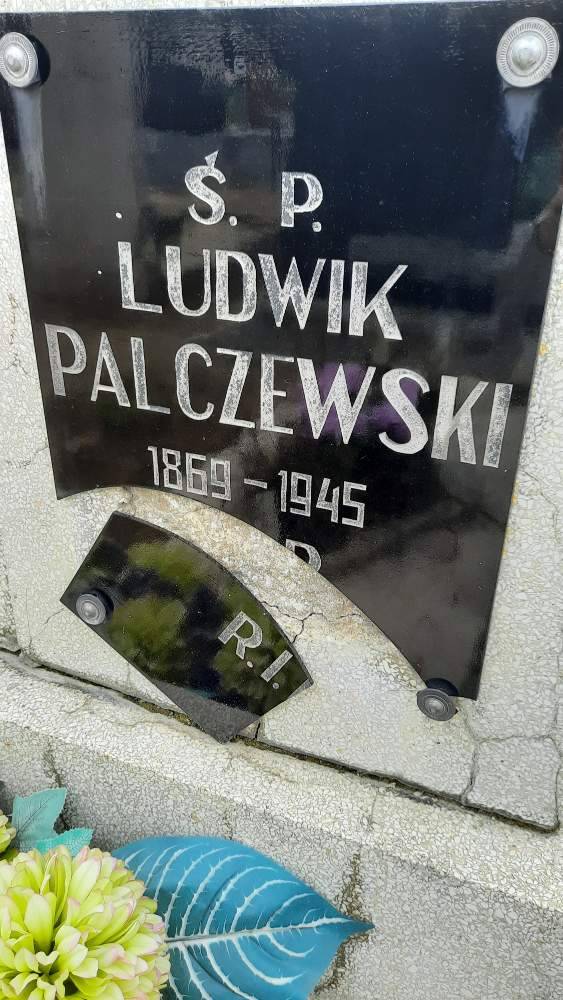 Ś. P.
LUDWIK
PALCZEWSKI
1869 - 1945
R. I. P